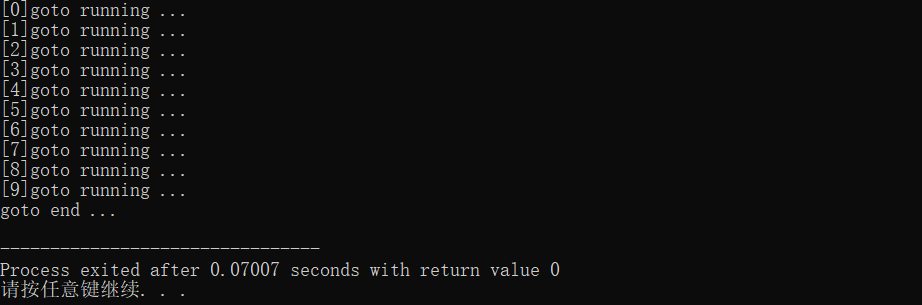 [0]goto running ...
[1]goto running ...
[2]goto running ...
[3]goto running ...
[4]goto running ...
[5]goto running ...
[6]goto running ...
[7]goto running ...
[8]goto running ...
[9]goto running ...
goto end ...
--------------------------------
Process exited after 0.07007 seconds with return value 0
请按任意键继续. . .